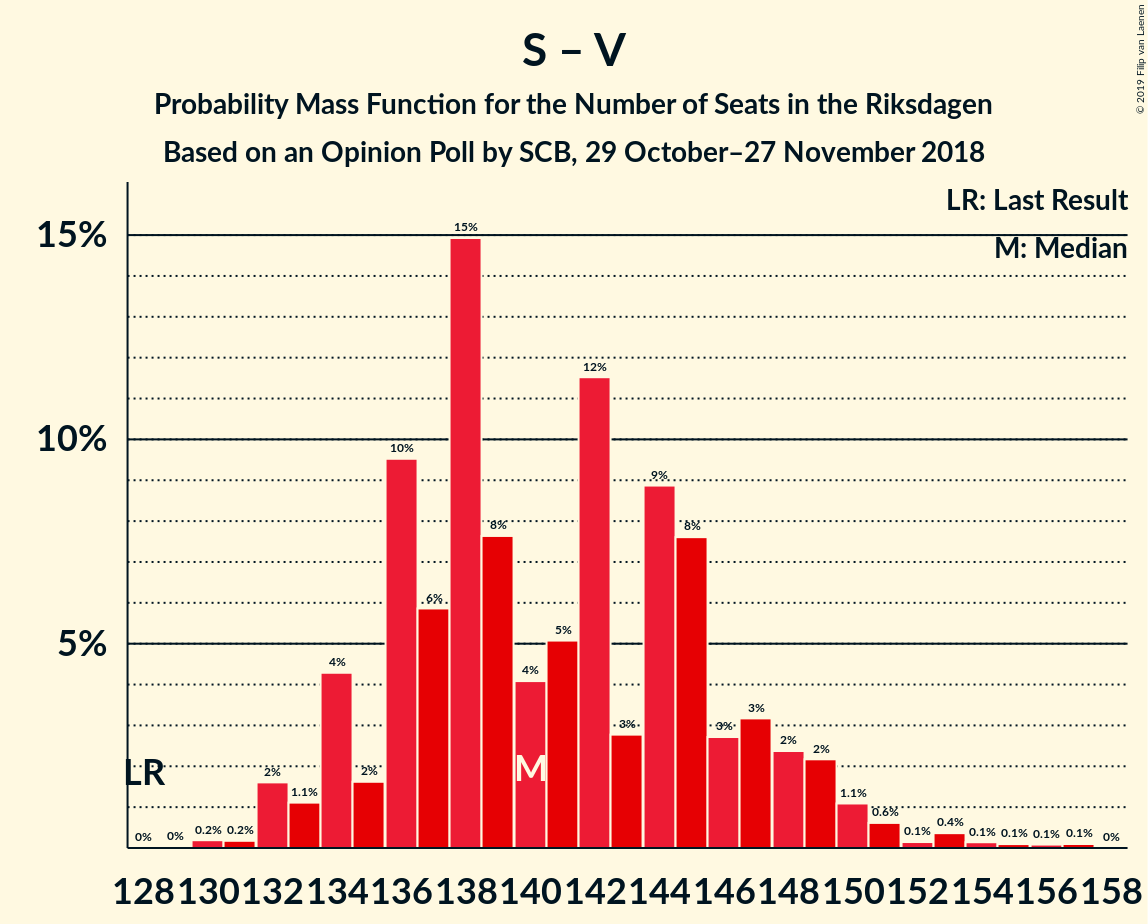 S – V
Probability Mass Function for the Number of Seats in the Riksdagen
Based on an Opinion Poll by SCB, 29 October–27 November 2018
© 2019 Filip van Laenen
LR: Last Result
M: Median
15%
10%
5%
LR
M
0% 0% 0.2% 0.2% 2% 1.1% 4% 2% 10% 6% 15% 8% 4% 5% 12% 3% 9% 8% 3% 3% 2% 2% 1.1% 0.6% 0.1% 0.4% 0.1% 0.1% 0.1% 0.1% 0%
128 130 132 134 136 138 140 142 144 146 148 150 152 154 156 158